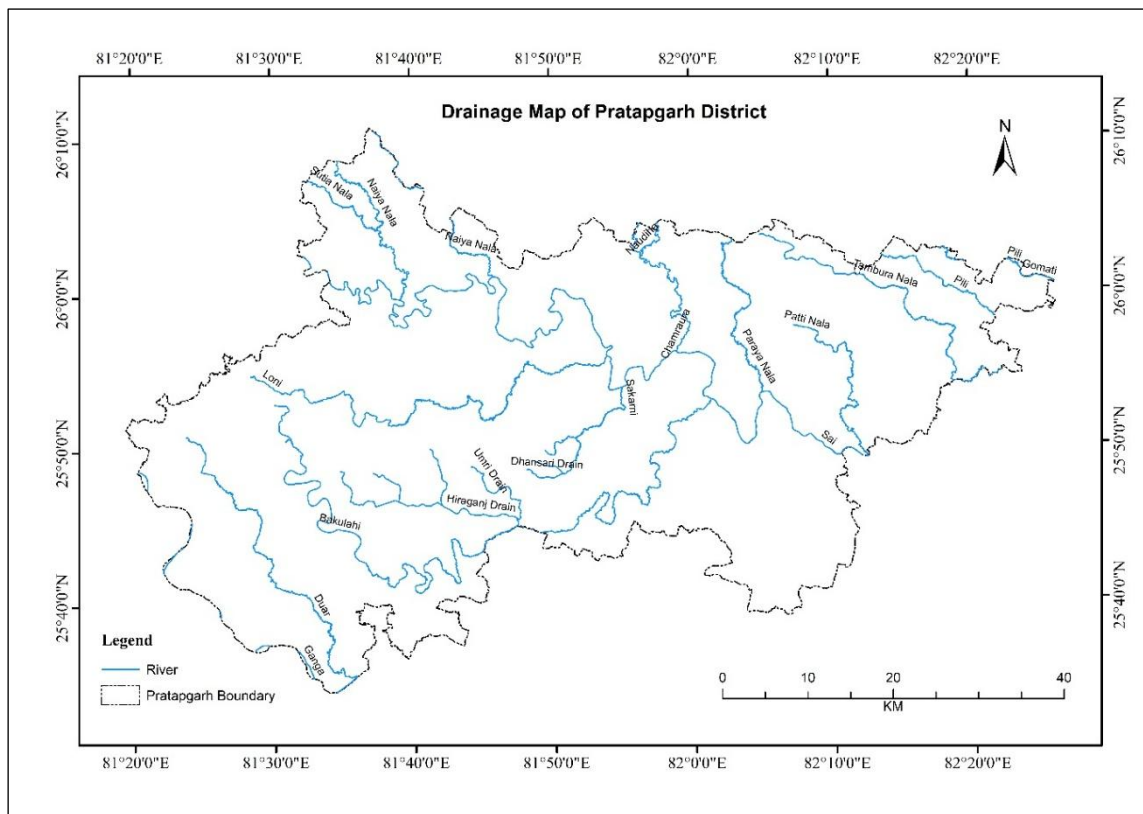 81°20'0"E 81°30'0"E 81°40'0"E 81°50'0"E 82°0'0"E 82°10'0"E 82°20'0"E
Drainage Map of Pratapgarh District
N
26°10'0"N 26°10'0"N
Sutia Nala
Naiya Nala
Naiya Nala
Pili
Gomati
Tambura Nala
Pili
26°0'0"N 26°0'0"N
Patti Nala
Chamraura
Paraya Nala
Loni
Sakarni
Sai
25°50'0"N 25°50'0"N
Umri Drain
Dhansari Drain
Hiraganj Drain
Bakulahi
25°40'0"N 25°40'0"N
Duar
Ganga
Legend
River
Pratapgarh Boundary
0 10 20 30 40
KM
81°20'0"E 81°30'0"E 81°40'0"E 81°50'0"E 82°0'0"E 82°10'0"E 82°20'0"E